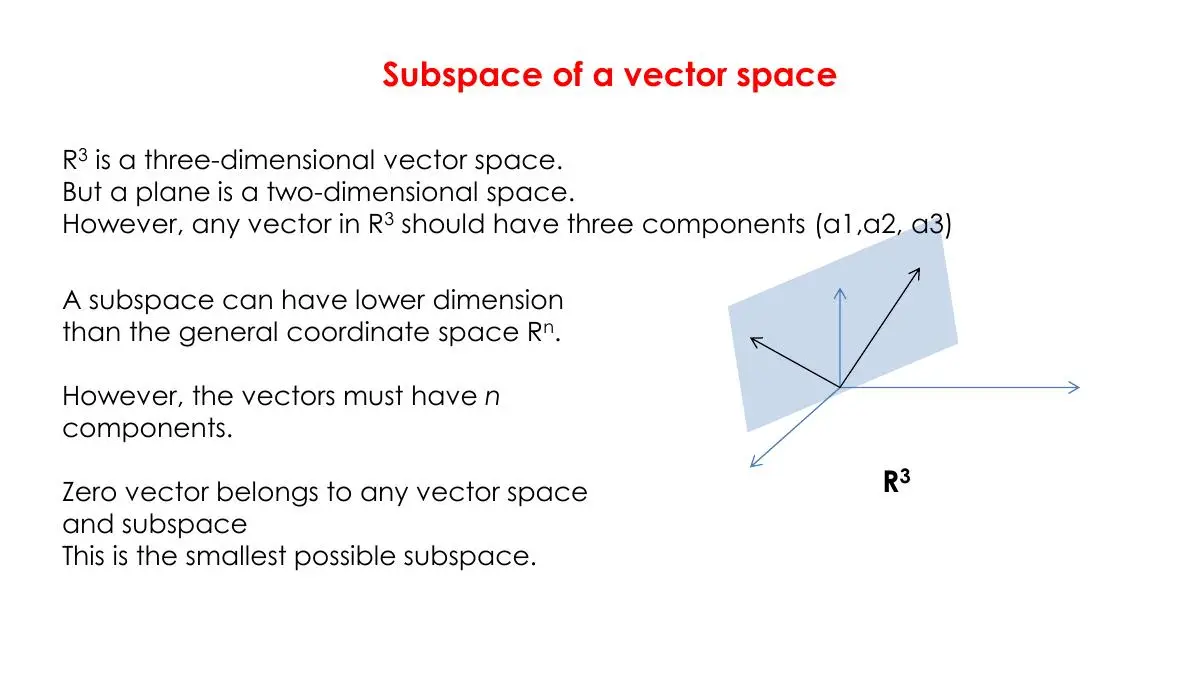 Subspace of a vector space
R³ is a three-dimensional vector space.
But a plane is a two-dimensional space.
However, any vector in R³ should have three components (a1,a2, a3)
A subspace can have lower dimension
than the general coordinate space Rⁿ.
However, the vectors must have n
components.
Zero vector belongs to any vector space
and subspace
This is the smallest possible subspace.
R³